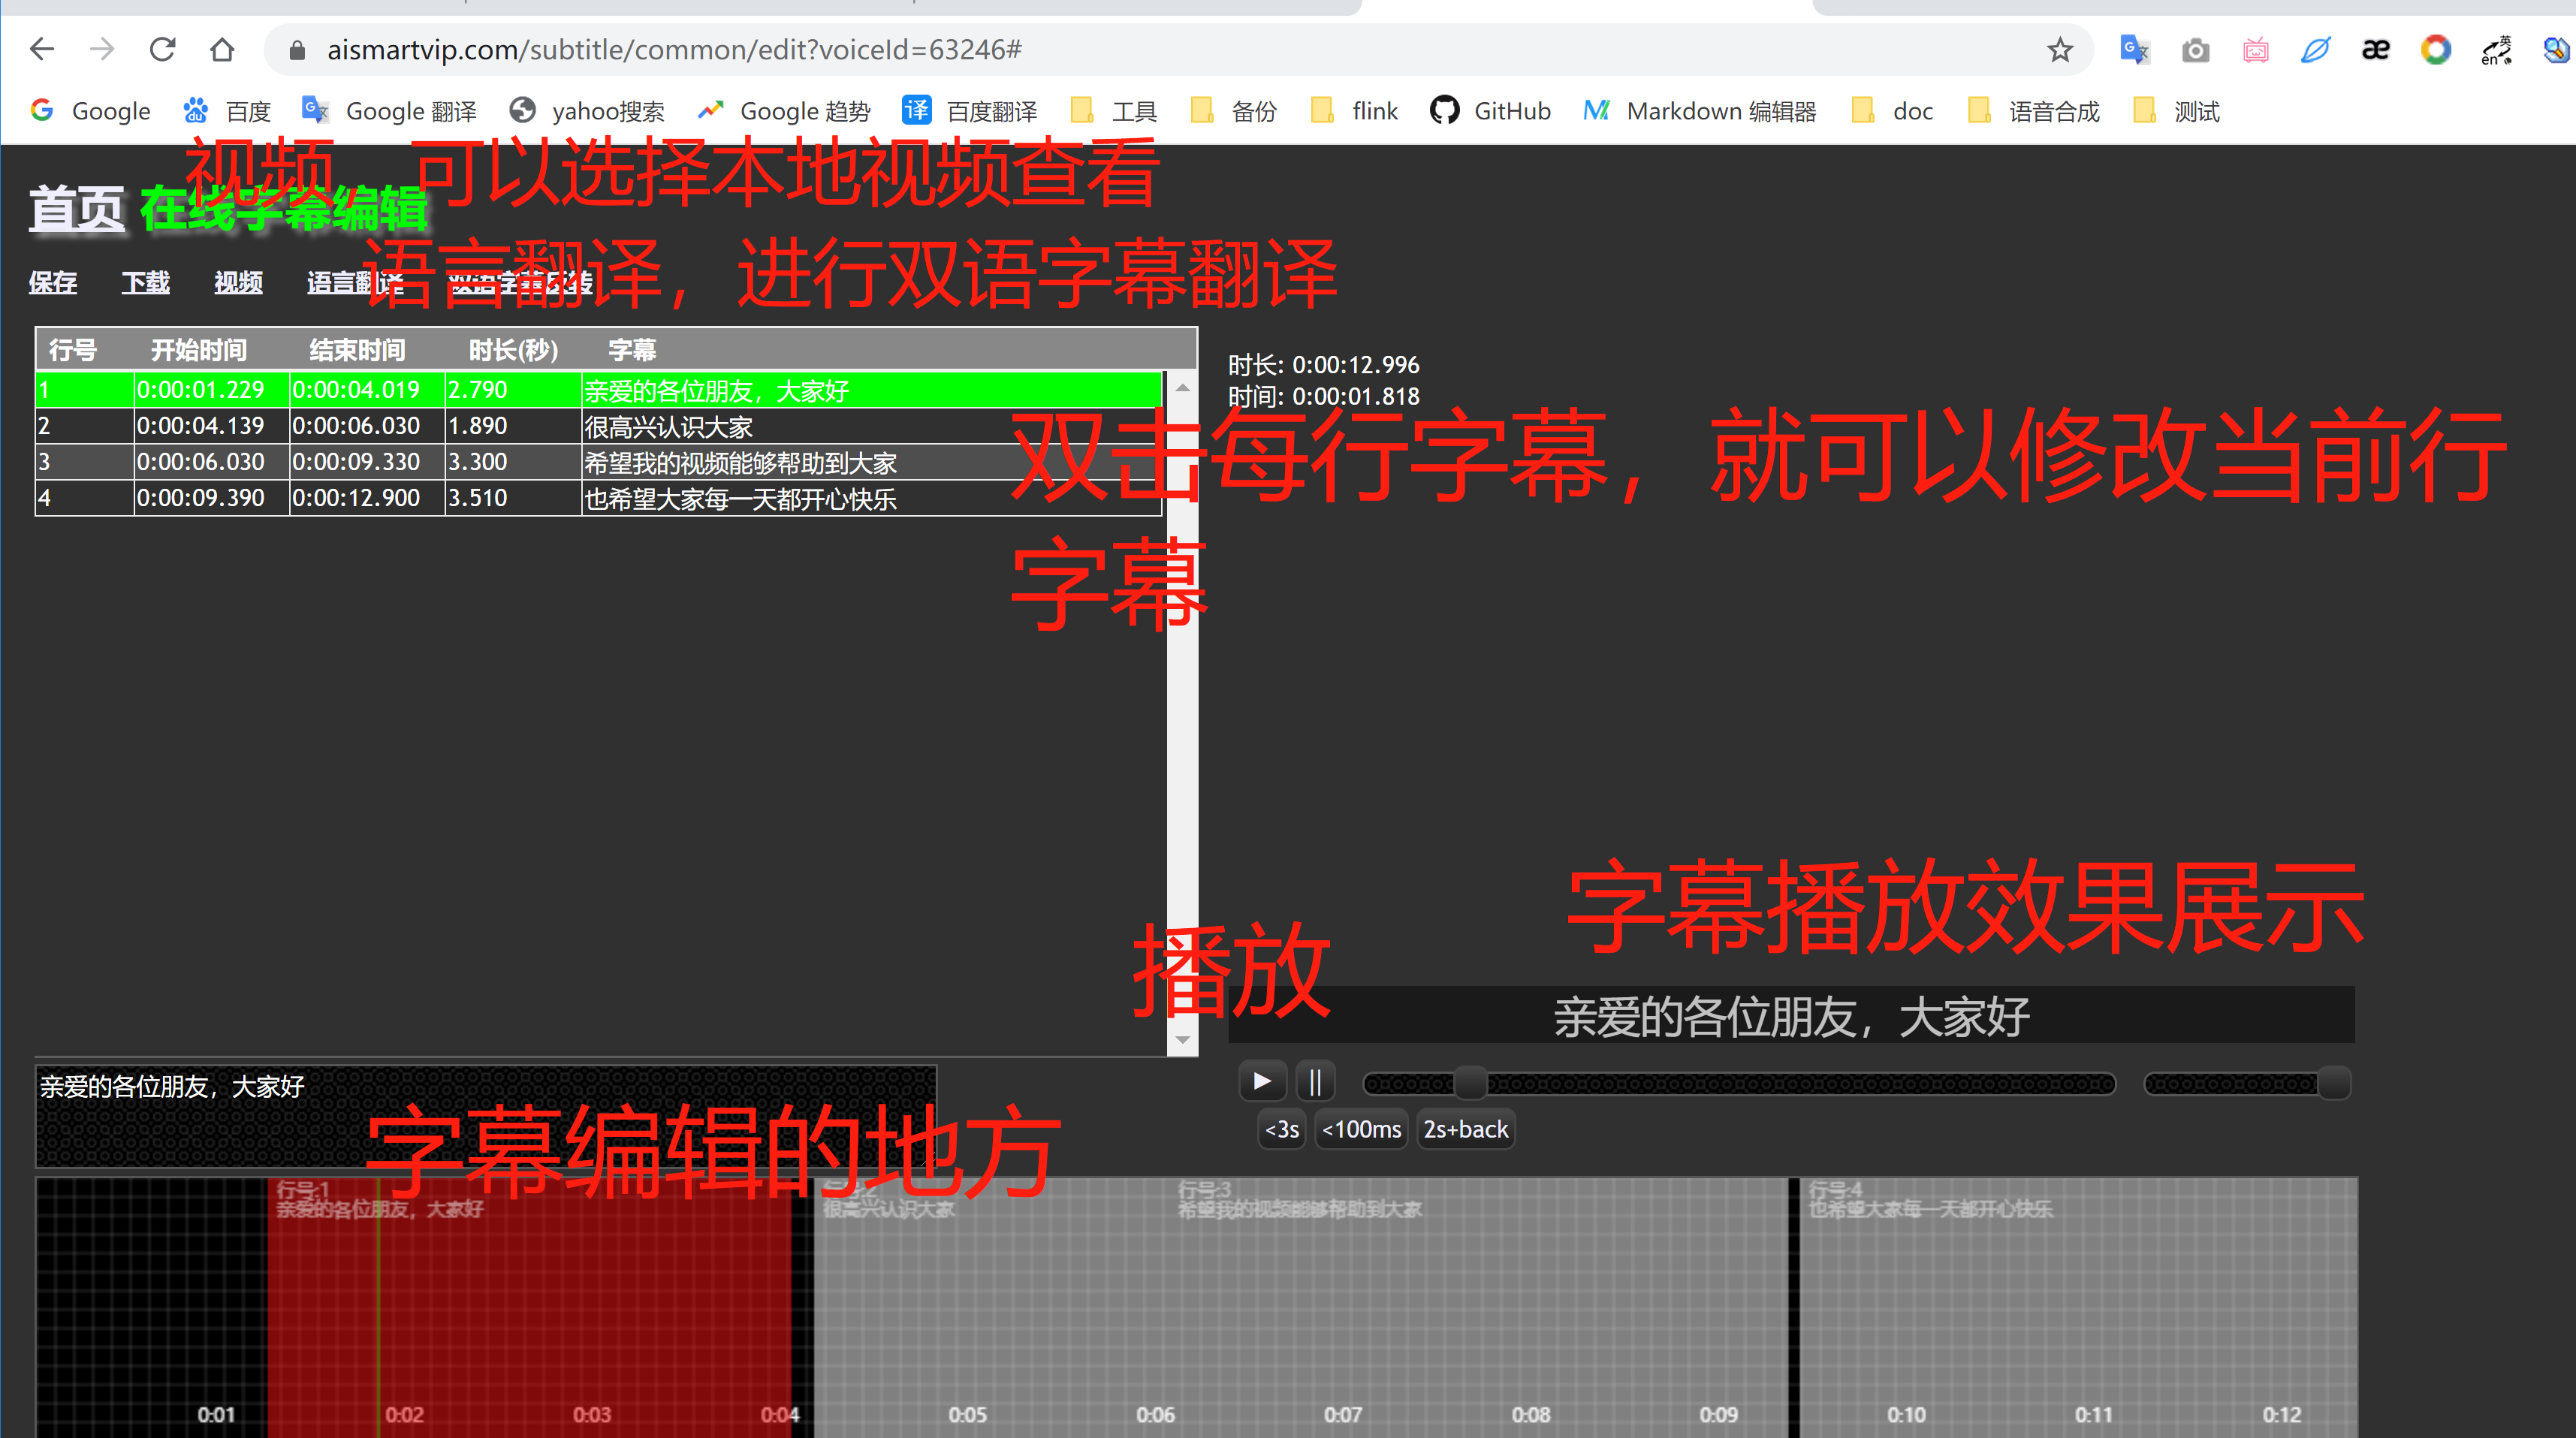 aismartvip.com/subtitle/common/edit?voiceId=63246#
Google 百度 Google 翻译 yahoo搜索 Google 趋势 百度翻译 工具 备份 flink GitHub Markdown 编辑器 doc 语音合成 测试
视频，可以选择本地视频查看
首页 在线字幕编辑
语言翻译，进行双语字幕翻译
保存 下载 视频 语言翻译 双语字幕反转
行号 开始时间 结束时间 时长(秒) 字幕
1 0:00:01.229 0:00:04.019 2.790 亲爱的各位朋友，大家好
2 0:00:04.139 0:00:06.030 1.890 很高兴认识大家
3 0:00:06.030 0:00:09.330 3.300 希望我的视频能够帮助到大家
4 0:00:09.390 0:00:12.900 3.510 也希望大家每一天都开心快乐
时长: 0:00:12.996
时间: 0:00:01.818
双击每行字幕，就可以修改当前行
字幕
字幕播放效果展示
播放
亲爱的各位朋友，大家好
<3s <100ms 2s+back
亲爱的各位朋友，大家好
字幕编辑的地方
行号:1
亲爱的各位朋友，大家好
行号:2
很高兴认识大家
行号:3
希望我的视频能够帮助到大家
行号:4
也希望大家每一天都开心快乐
0:01 0:02 0:03 0:04 0:05 0:06 0:07 0:08 0:09 0:10 0:11 0:12